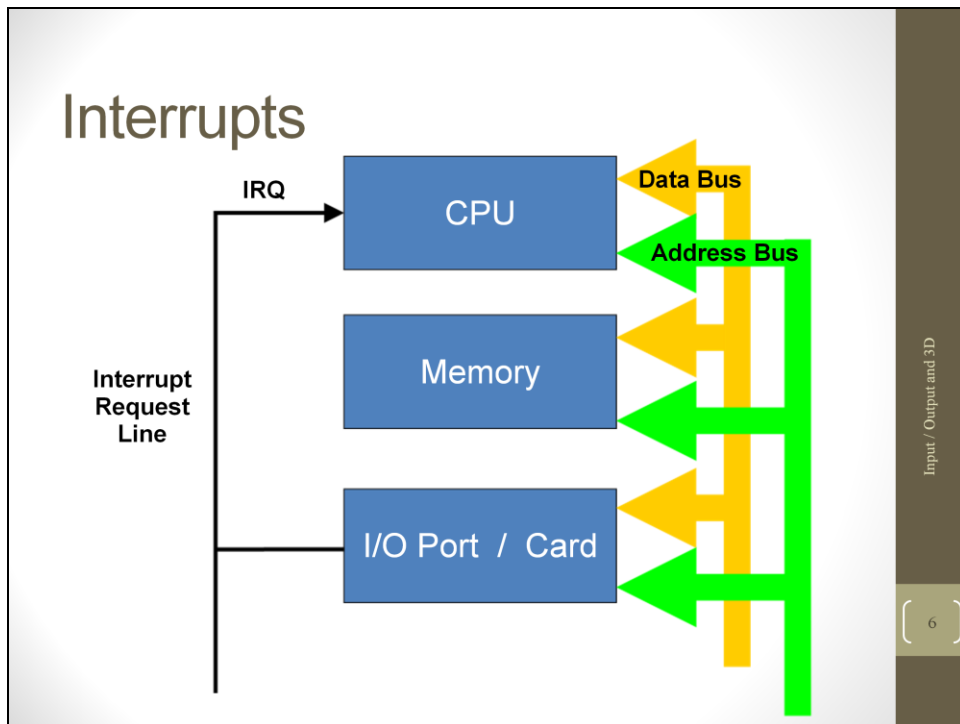 Interrupts
IRQ
CPU
Data Bus
Address Bus
Memory
Interrupt
Request
Line
I/O Port / Card
Input / Output and 3D
6